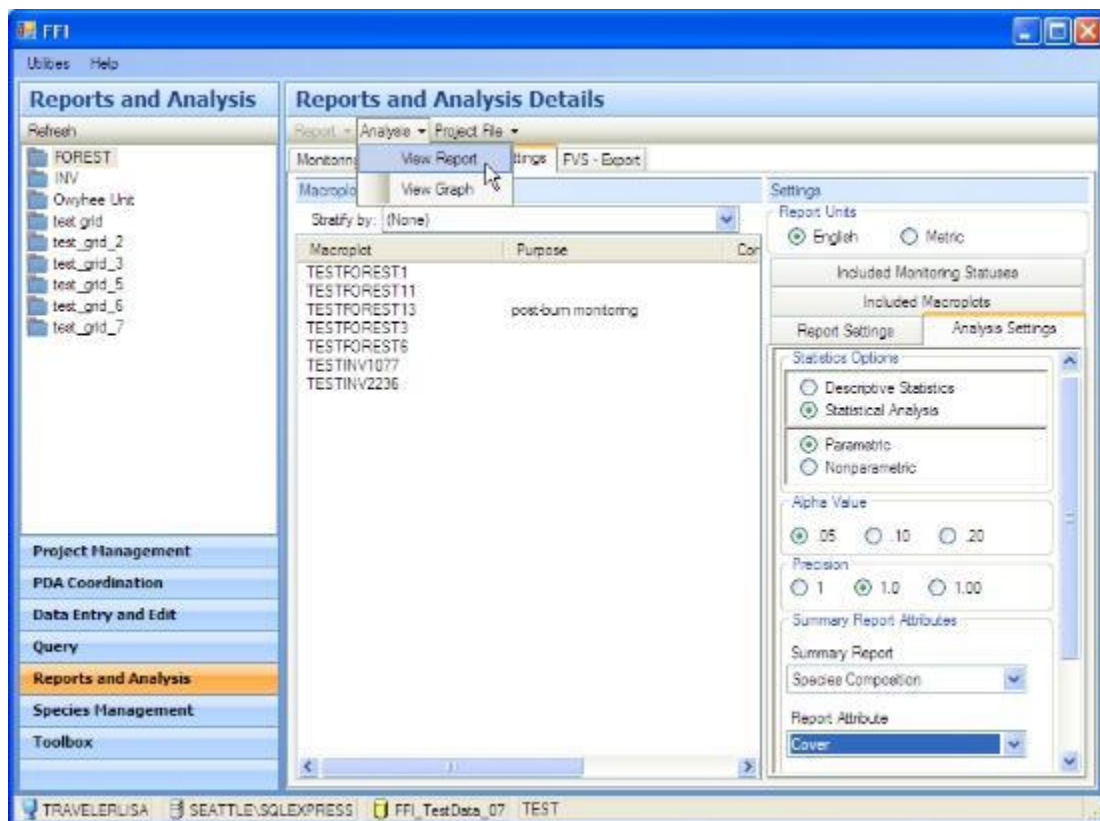 FFI
Utilities Help
Reports and Analysis
Refresh
FOREST
INV
Owyhee Unit
test grid
test_grid_2
test_grid_3
test_grid_5
test_grid_6
test_grid_7
Project Management
PDA Coordination
Data Entry and Edit
Query
Reports and Analysis
Species Management
Toolbox
Reports and Analysis Details
Report Analysis Project File
View Report
View Graph
FVS - Export
Stratify by: (None)
Macroplot Purpose
TESTFOREST1
TESTFOREST11
TESTFOREST13 post-burn monitoring
TESTFOREST3
TESTFOREST6
TESTINV1077
TESTINV2236
Settings
Report Units
English Metric
Included Monitoring Statuses
Included Macroplots
Report Settings Analysis Settings
Statistics Options
Descriptive Statistics
Statistical Analysis
Parametric
Nonparametric
Alpha Value
.05 .10 .20
Precision
1 1.0 1.00
Summary Report Attributes
Summary Report
Species Composition
Report Attribute
Cover
TRAVELERLISA SEATTLE\SQLEXPRESS FFI_TestData_07 TEST